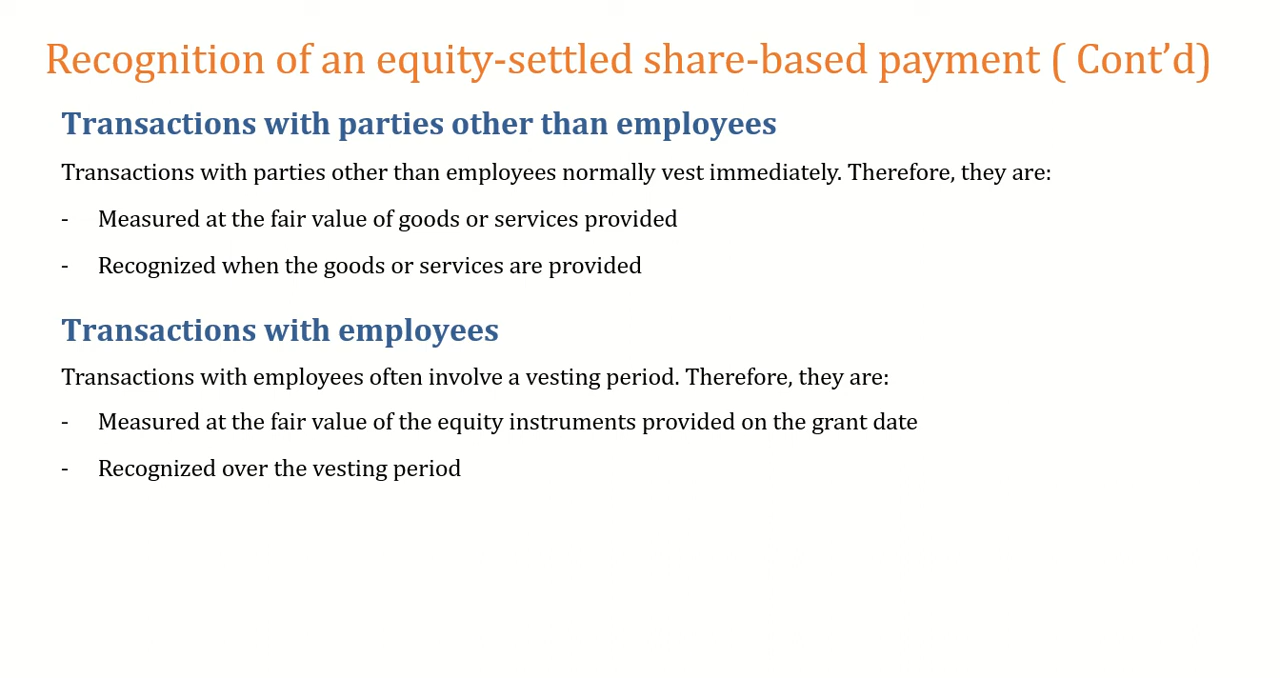 Recognition of an equity-settled share-based payment ( Cont’d)
Transactions with parties other than employees
Transactions with parties other than employees normally vest immediately. Therefore, they are:
- Measured at the fair value of goods or services provided
- Recognized when the goods or services are provided
Transactions with employees
Transactions with employees often involve a vesting period. Therefore, they are:
- Measured at the fair value of the equity instruments provided on the grant date
- Recognized over the vesting period